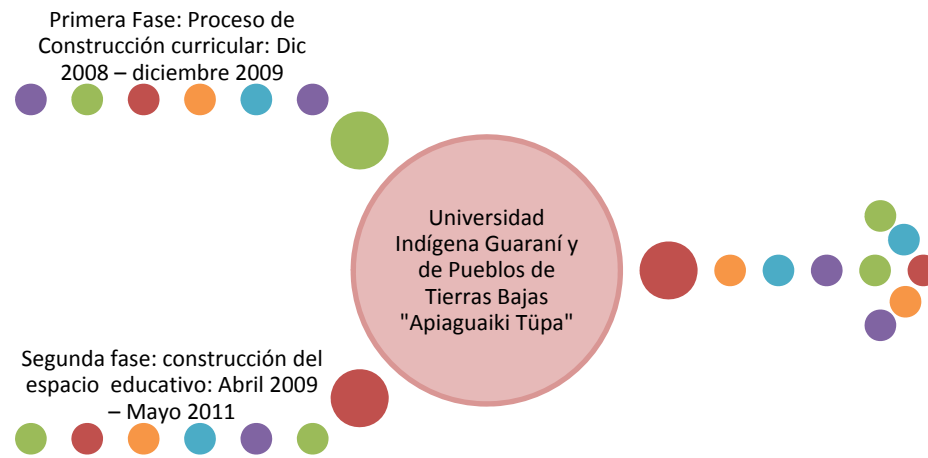 Primera Fase: Proceso de
Construcción curricular: Dic
2008 – diciembre 2009
Universidad
Indígena Guaraní y
de Pueblos de
Tierras Bajas
"Apiaguaiki Tüpa"
Segunda fase: construcción del
espacio educativo: Abril 2009
– Mayo 2011